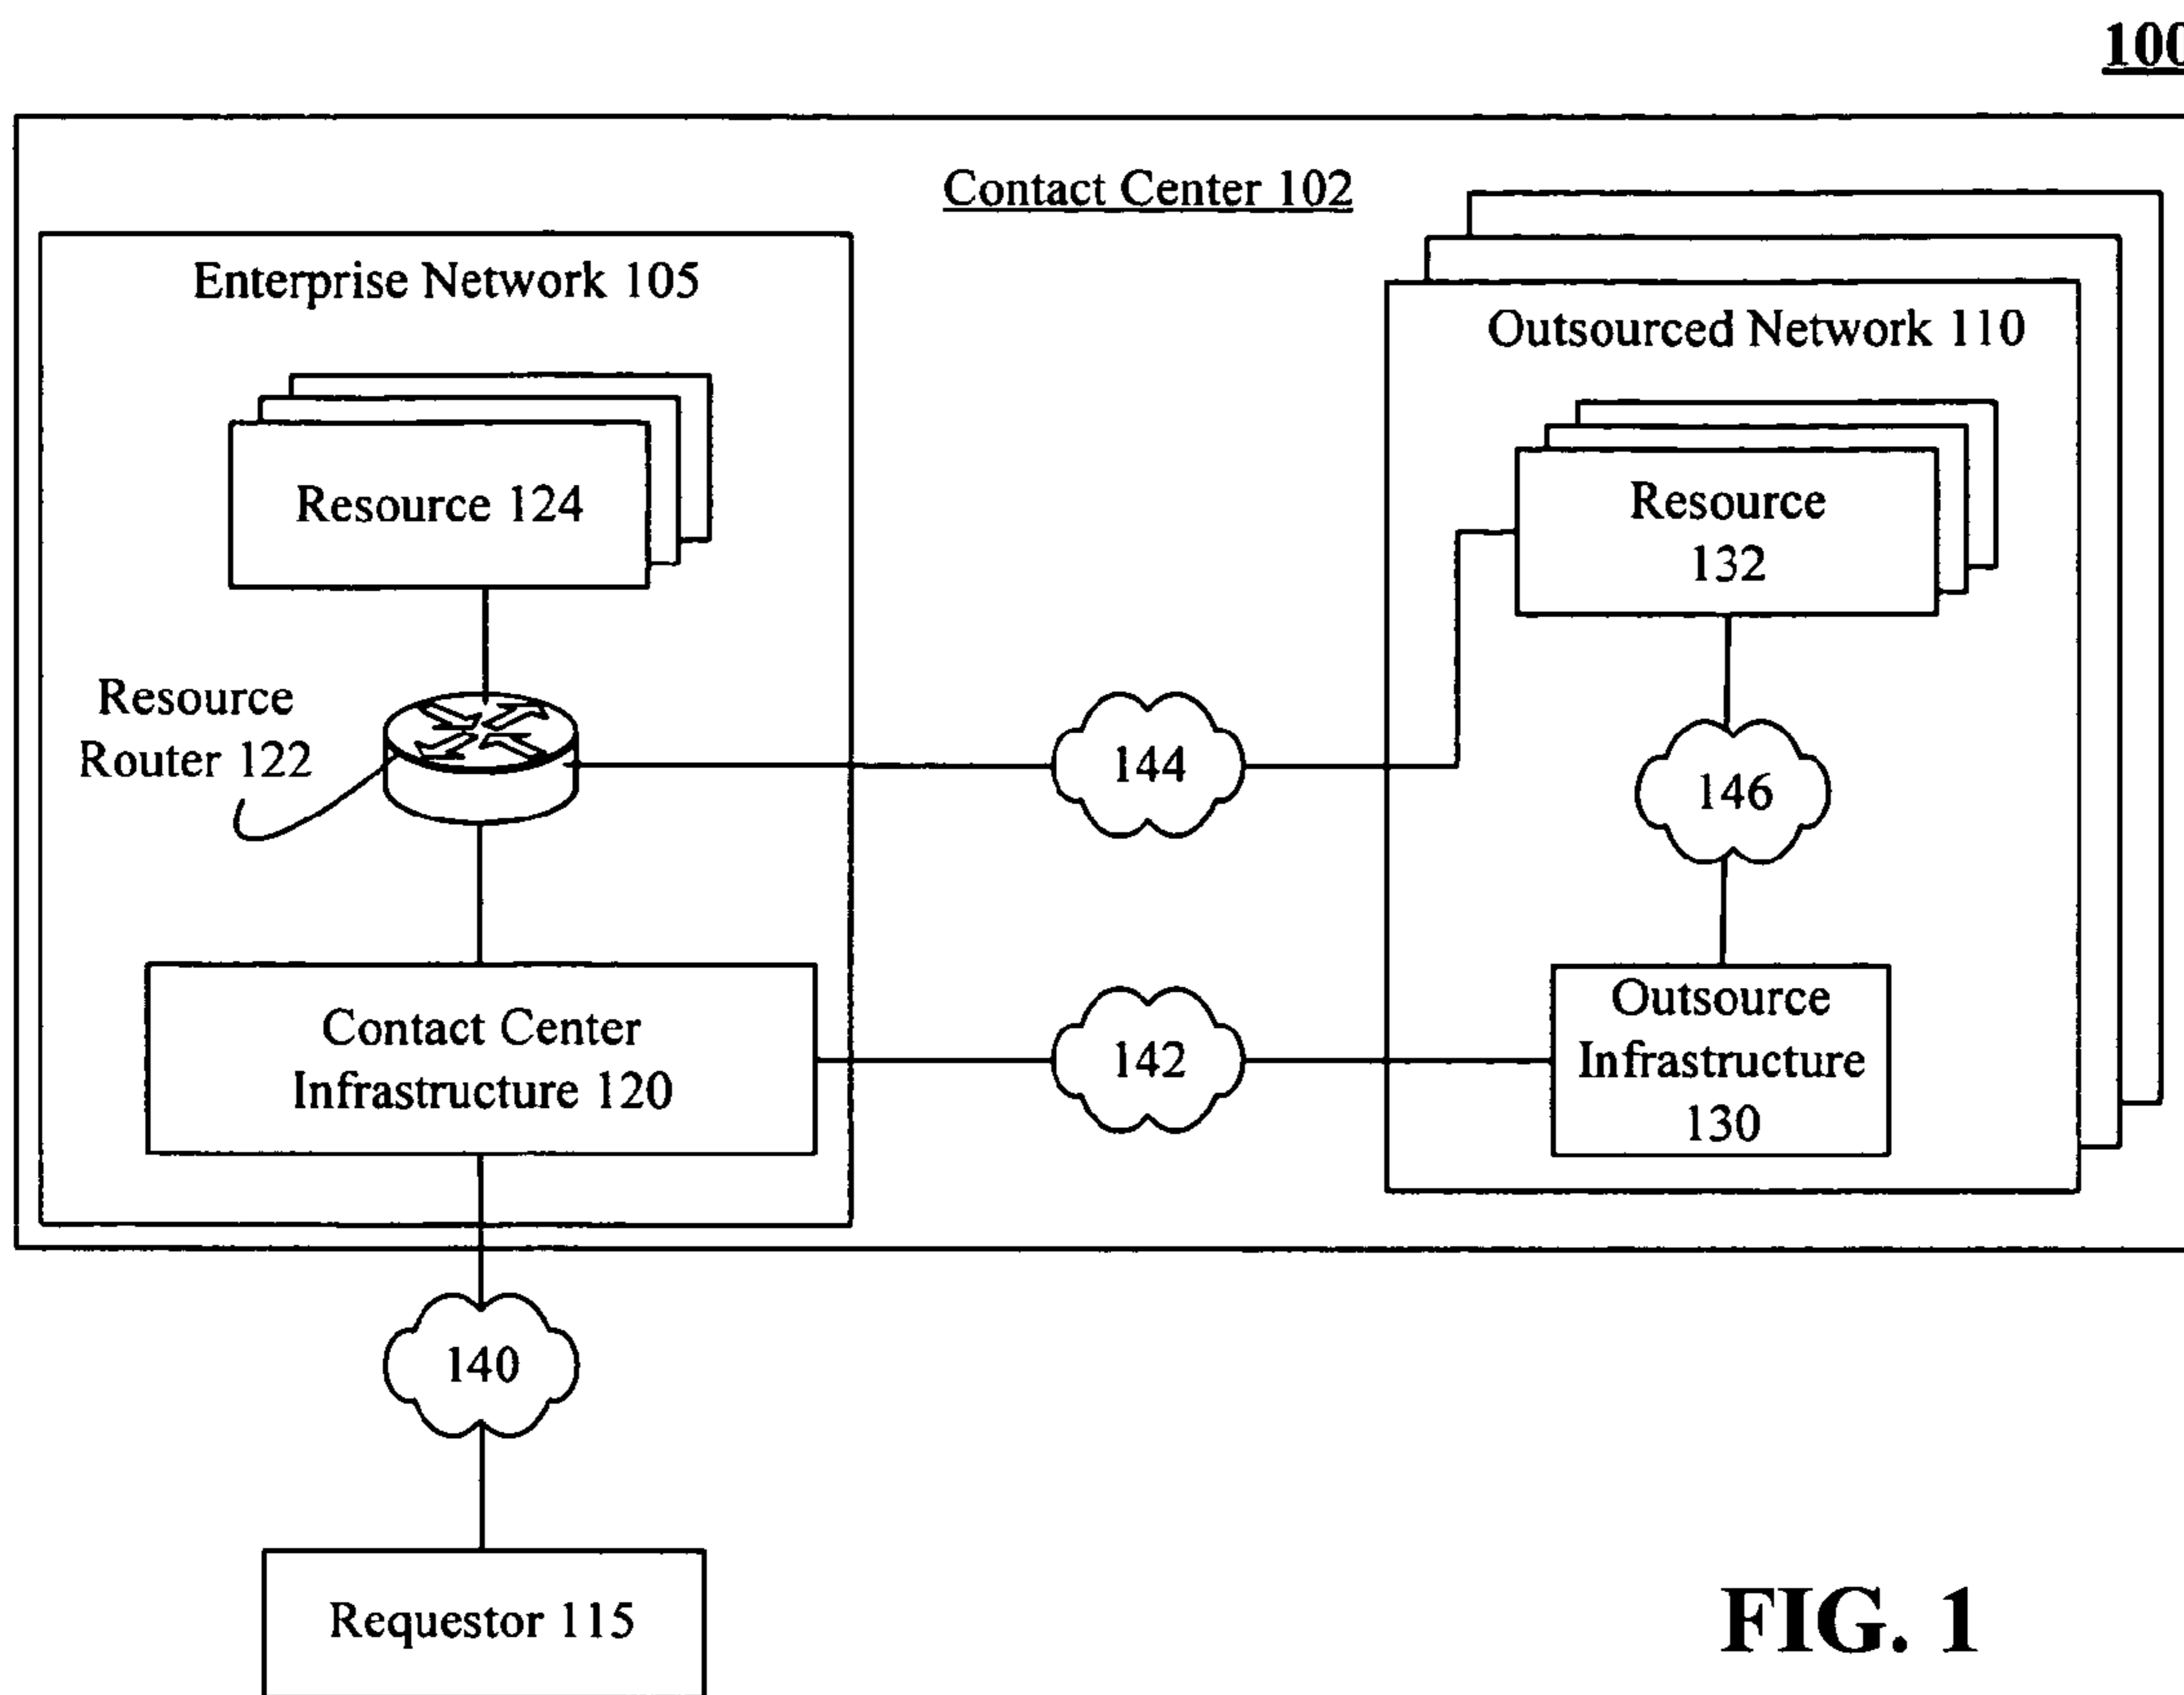 100
Contact Center 102
Enterprise Network 105
Outsourced Network 110
Resource 124
Resource
132
Resource
Router 122
144
146
Contact Center
Infrastructure 120
142
Outsource
Infrastructure
130
140
Requestor 115
FIG. 1